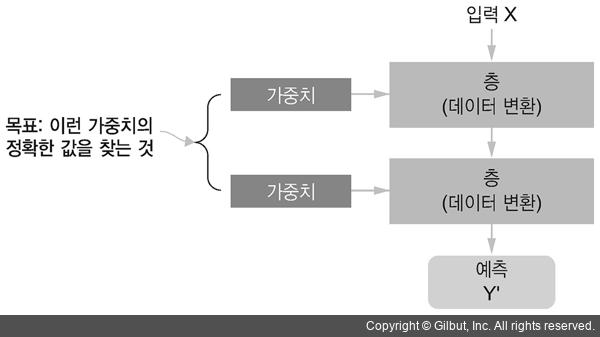 입력 X
층
(데이터 변환)
가중치
목표: 이런 가중치의
정확한 값을 찾는 것
층
(데이터 변환)
가중치
예측
Y'
Copyright © Gilbut, Inc. All rights reserved.